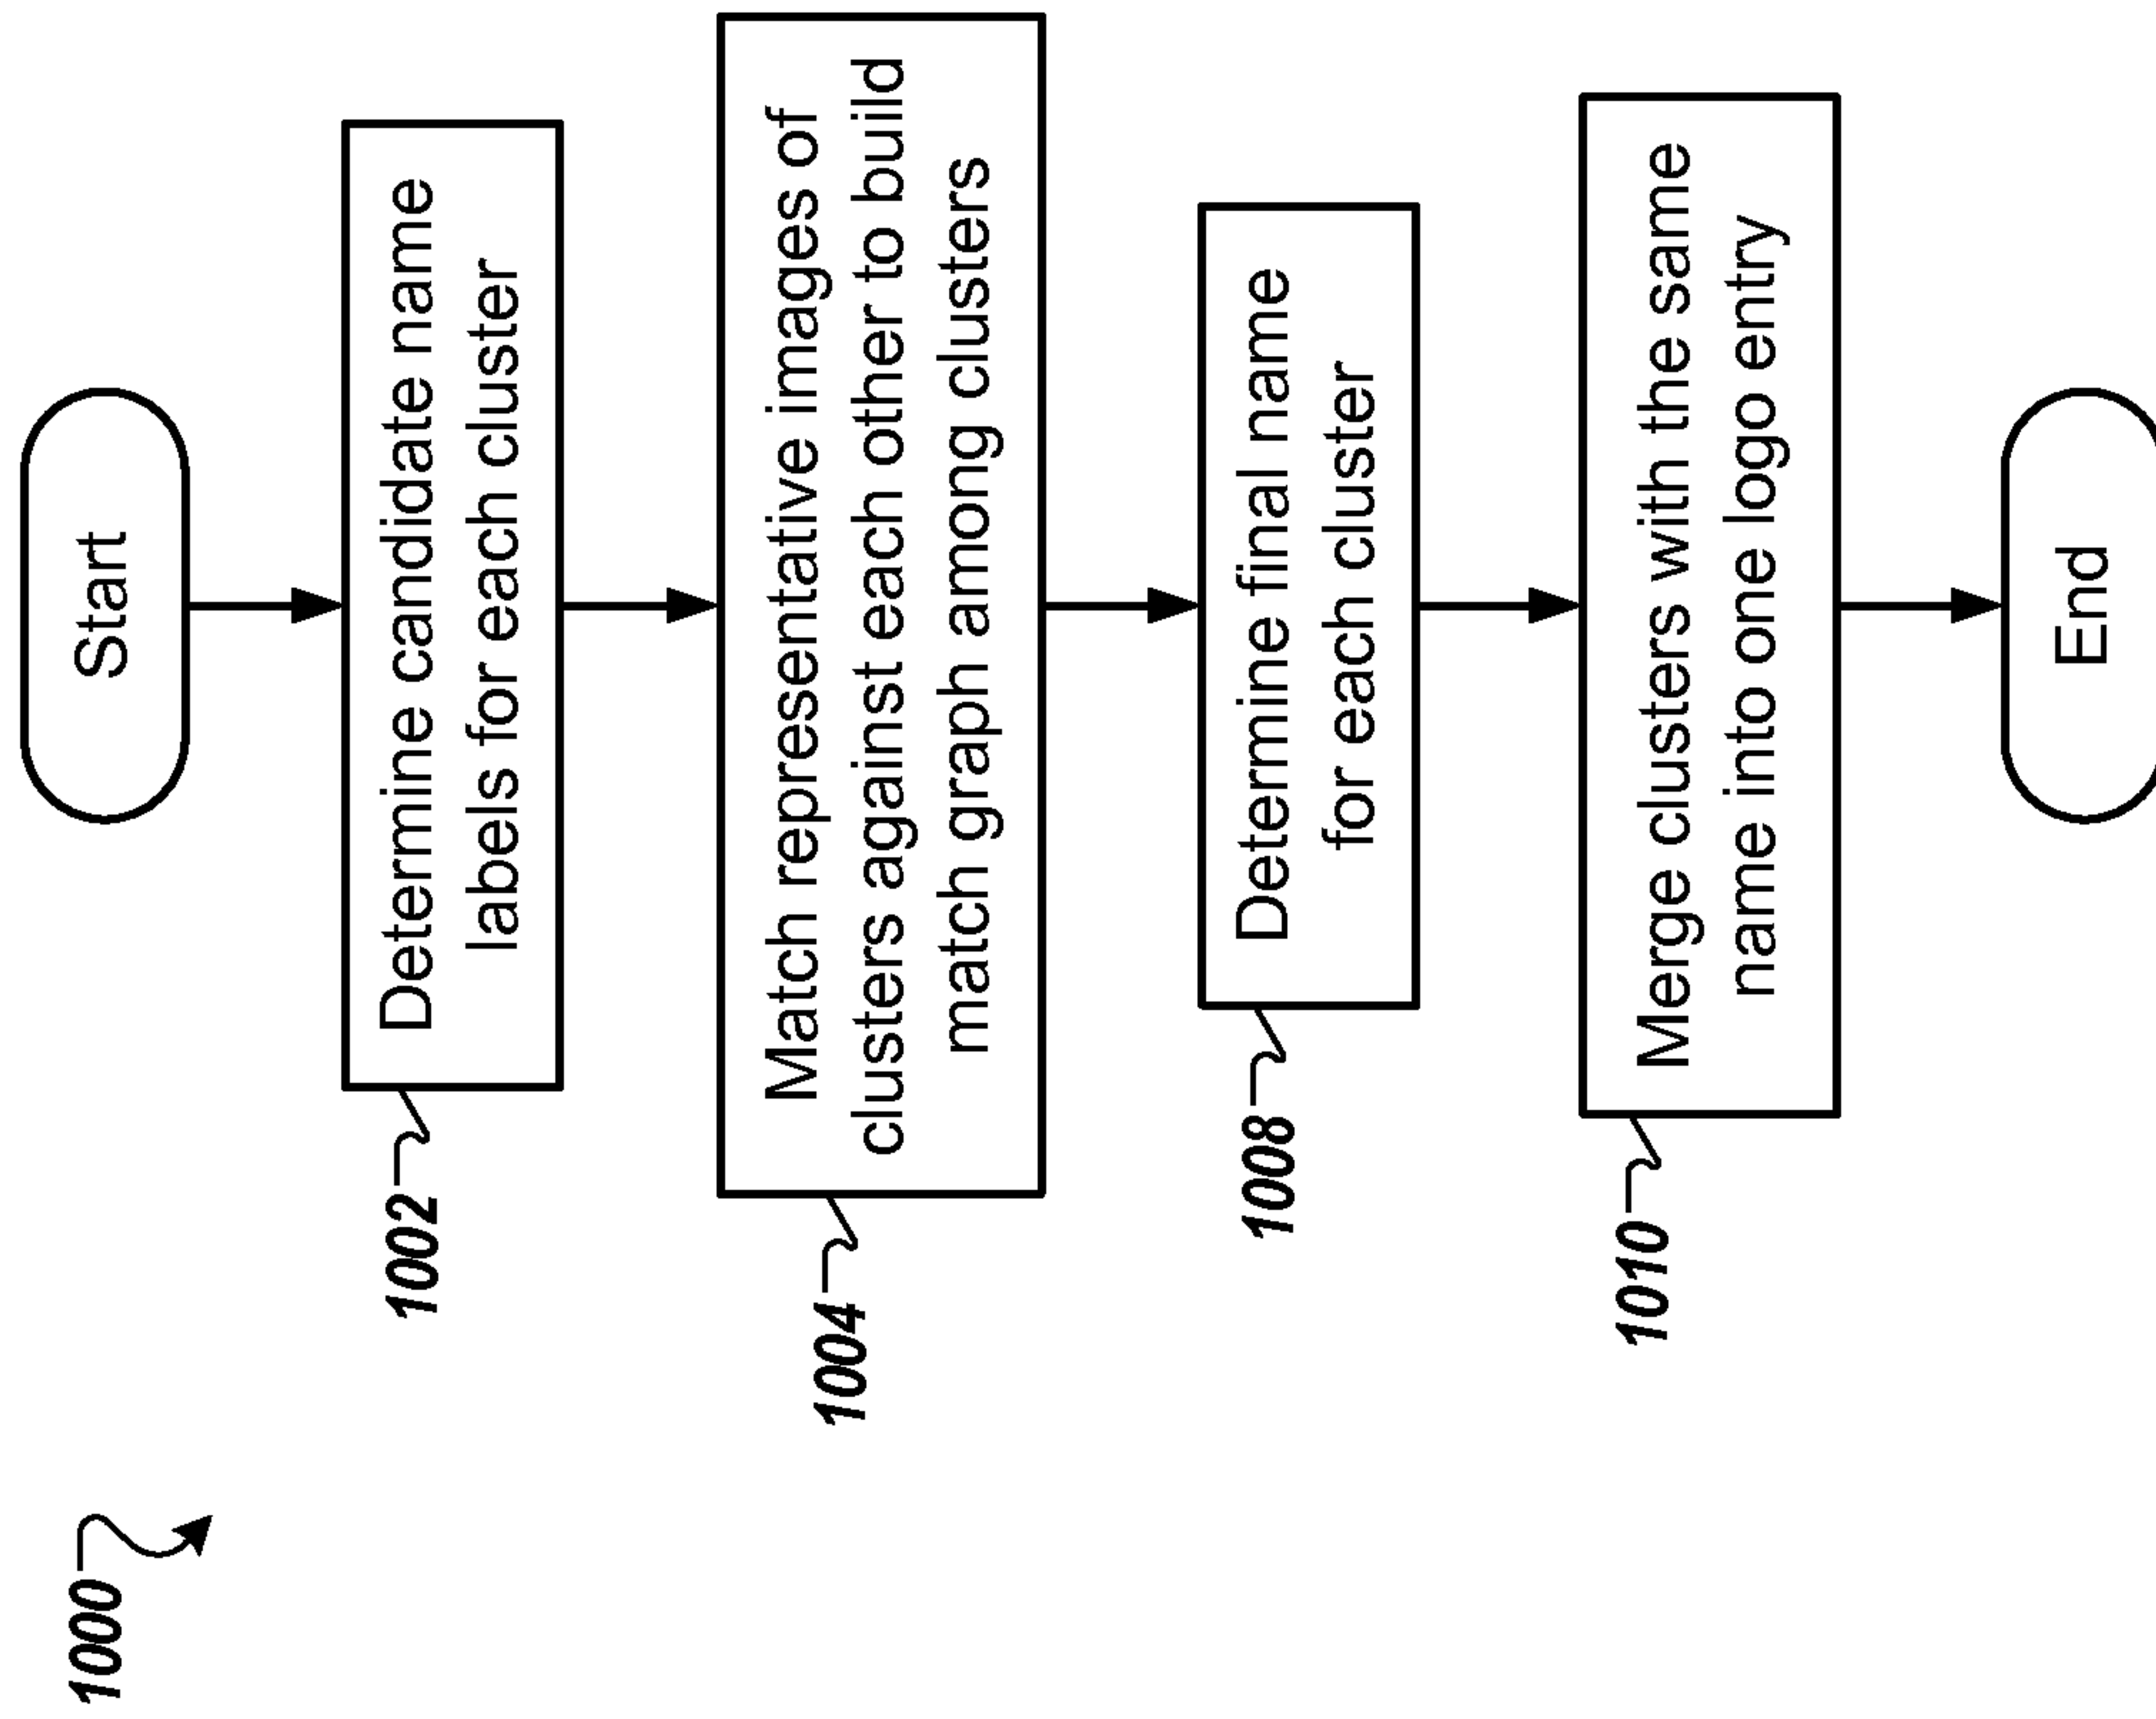 1000
Start
1002
Determine candidate name
labels for each cluster
1004
Match representative images of
clusters against each other to build
match graph among clusters
1008
Determine final name
for each cluster
1010
Merge clusters with the same
name into one logo entry
End